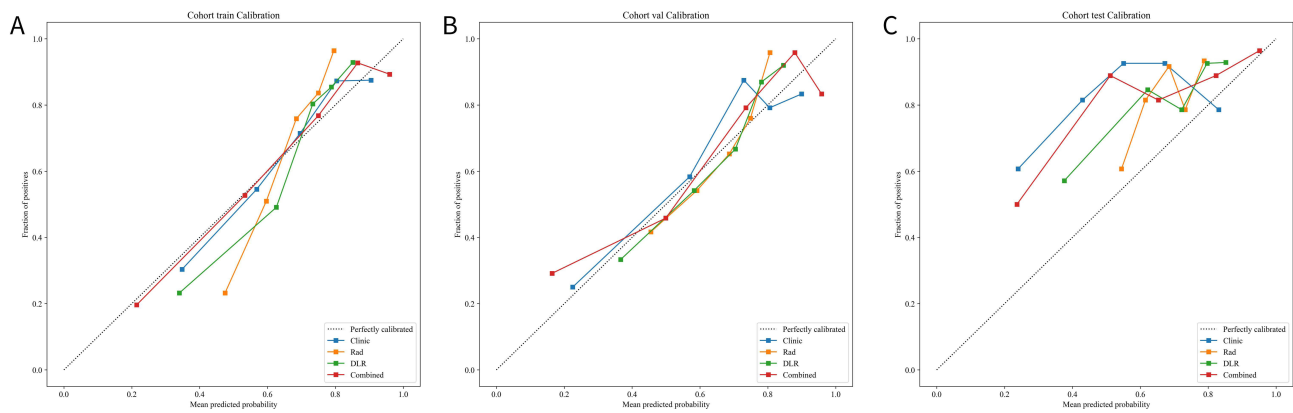 A
Cohort train Calibration
Fraction of positives
1.0
0.8
0.6
0.4
0.2
0.0
0.0 0.2 0.4 0.6 0.8 1.0
Mean predicted probability
Perfectly calibrated
Clinic
Rad
DLR
Combined
B
Cohort val Calibration
Fraction of positives
1.0
0.8
0.6
0.4
0.2
0.0
0.0 0.2 0.4 0.6 0.8 1.0
Mean predicted probability
Perfectly calibrated
Clinic
Rad
DLR
Combined
C
Cohort test Calibration
Fraction of positives
1.0
0.8
0.6
0.4
0.2
0.0
0.0 0.2 0.4 0.6 0.8 1.0
Mean predicted probability
Perfectly calibrated
Clinic
Rad
DLR
Combined